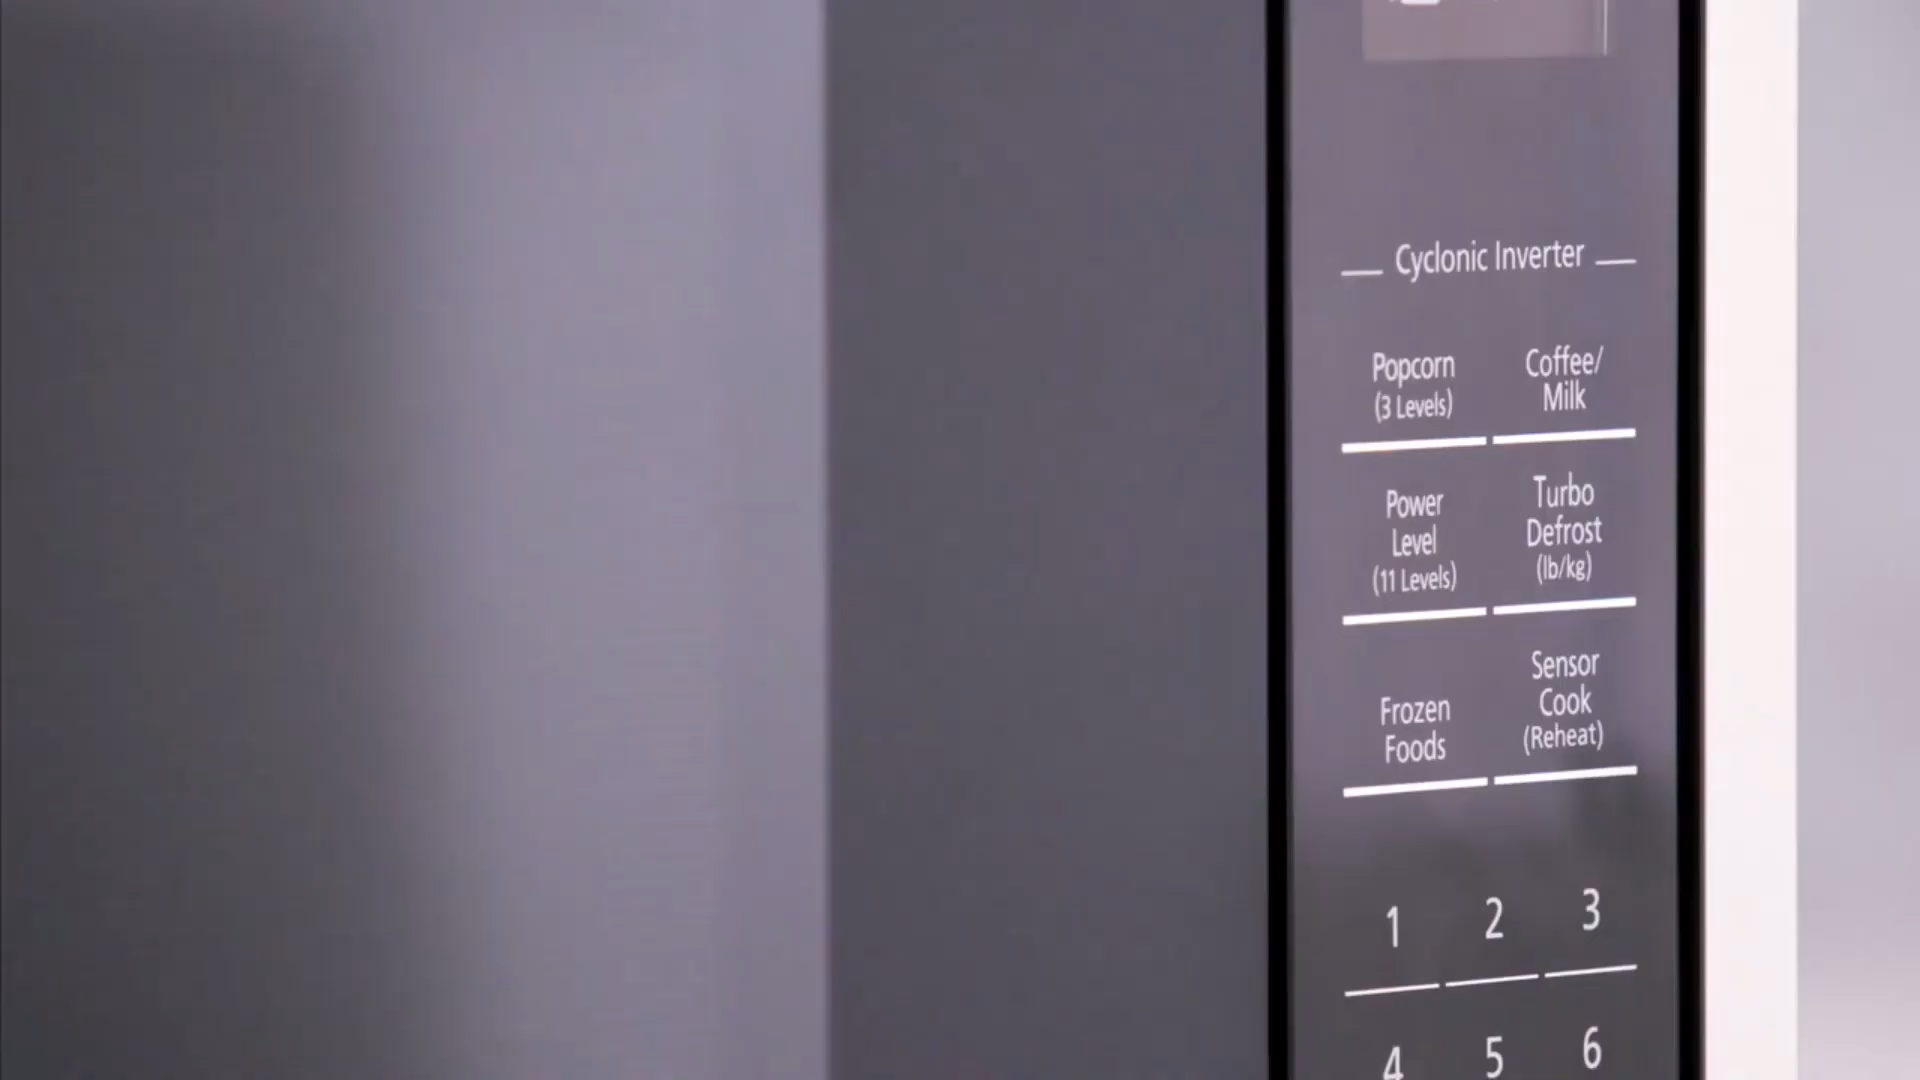 Cyclonic Inverter
Popcorn
(3 Levels)
Coffee/
Milk
Power
Level
(11 Levels)
Turbo
Defrost
(lb/kg)
Frozen
Foods
Sensor
Cook
(Reheat)
1 2 3
4 5 6